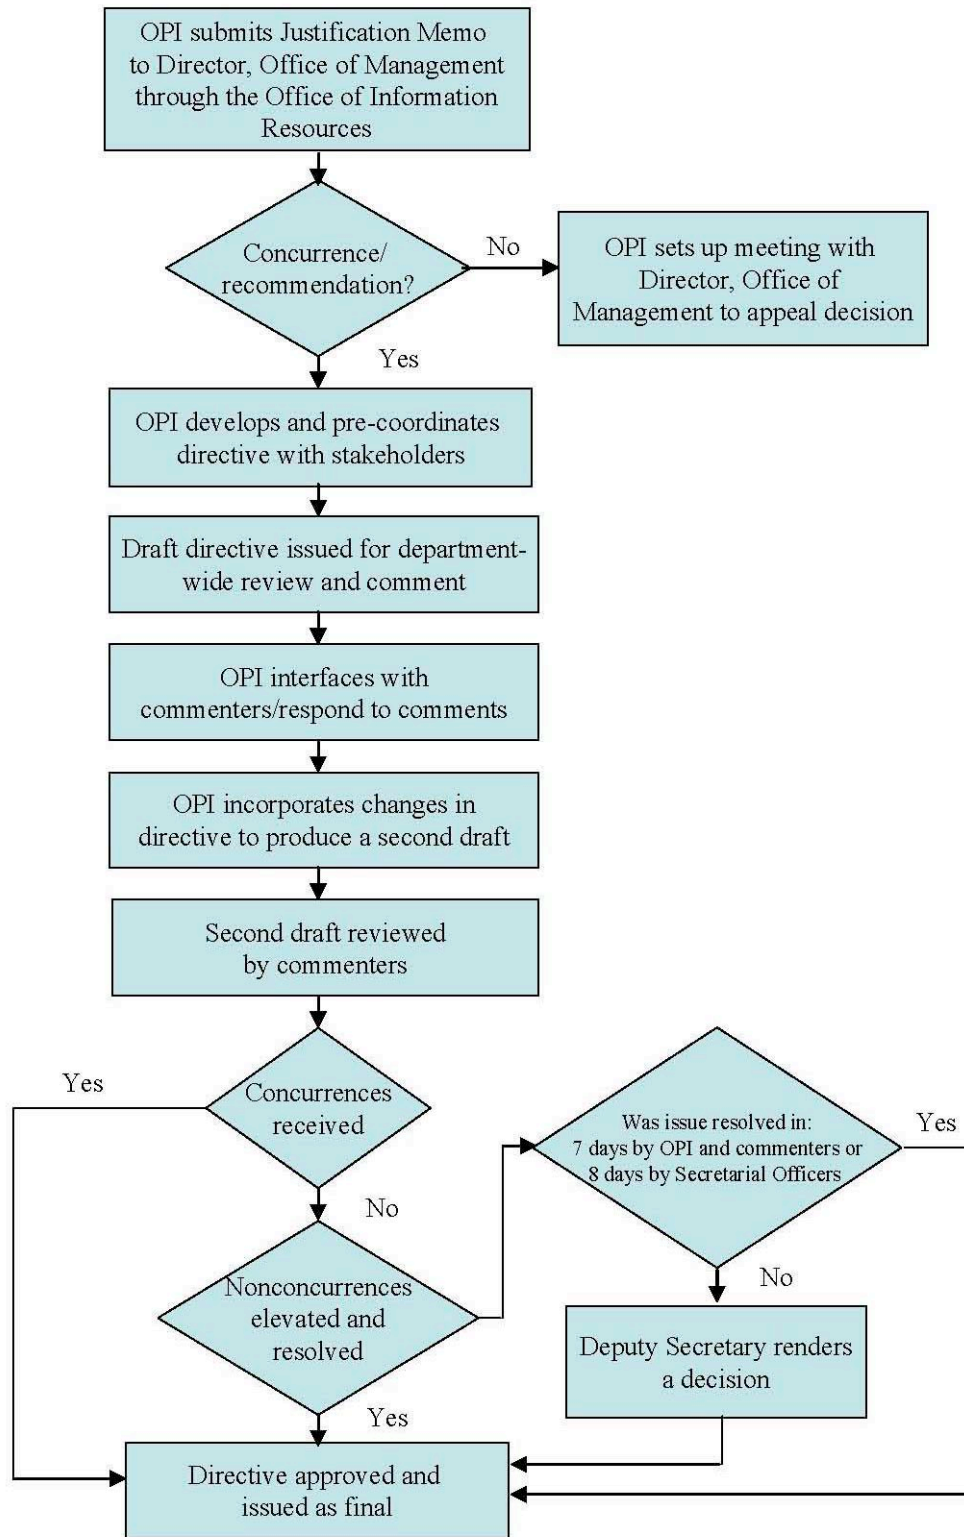 OPI submits Justification Memo
to Director, Office of Management
through the Office of Information
Resources
Concurrence/
recommendation?
No
OPI sets up meeting with
Director, Office of
Management to appeal decision
Yes
OPI develops and pre-coordinates
directive with stakeholders
Draft directive issued for department-
wide review and comment
OPI interfaces with
commenters/respond to comments
OPI incorporates changes in
directive to produce a second draft
Second draft reviewed
by commenters
Yes
Concurrences
received
No
Was issue resolved in:
7 days by OPI and commenters or
8 days by Secretarial Officers
Yes
Nonconcurrences
elevated and
resolved
No
Deputy Secretary renders
a decision
Yes
Directive approved and
issued as final